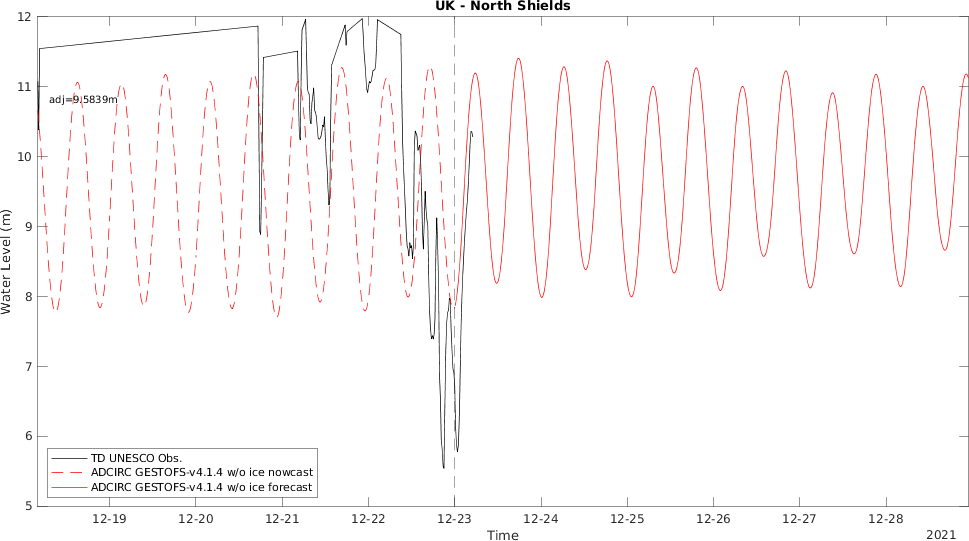 UK - North Shields
12
11
10
9
8
7
6
5
Water Level (m)
adj=9.5839m
TD UNESCO Obs.
ADCIRC GESTOFS-v4.1.4 w/o ice nowcast
ADCIRC GESTOFS-v4.1.4 w/o ice forecast
12-19 12-20 12-21 12-22 12-23 12-24 12-25 12-26 12-27 12-28
Time
2021